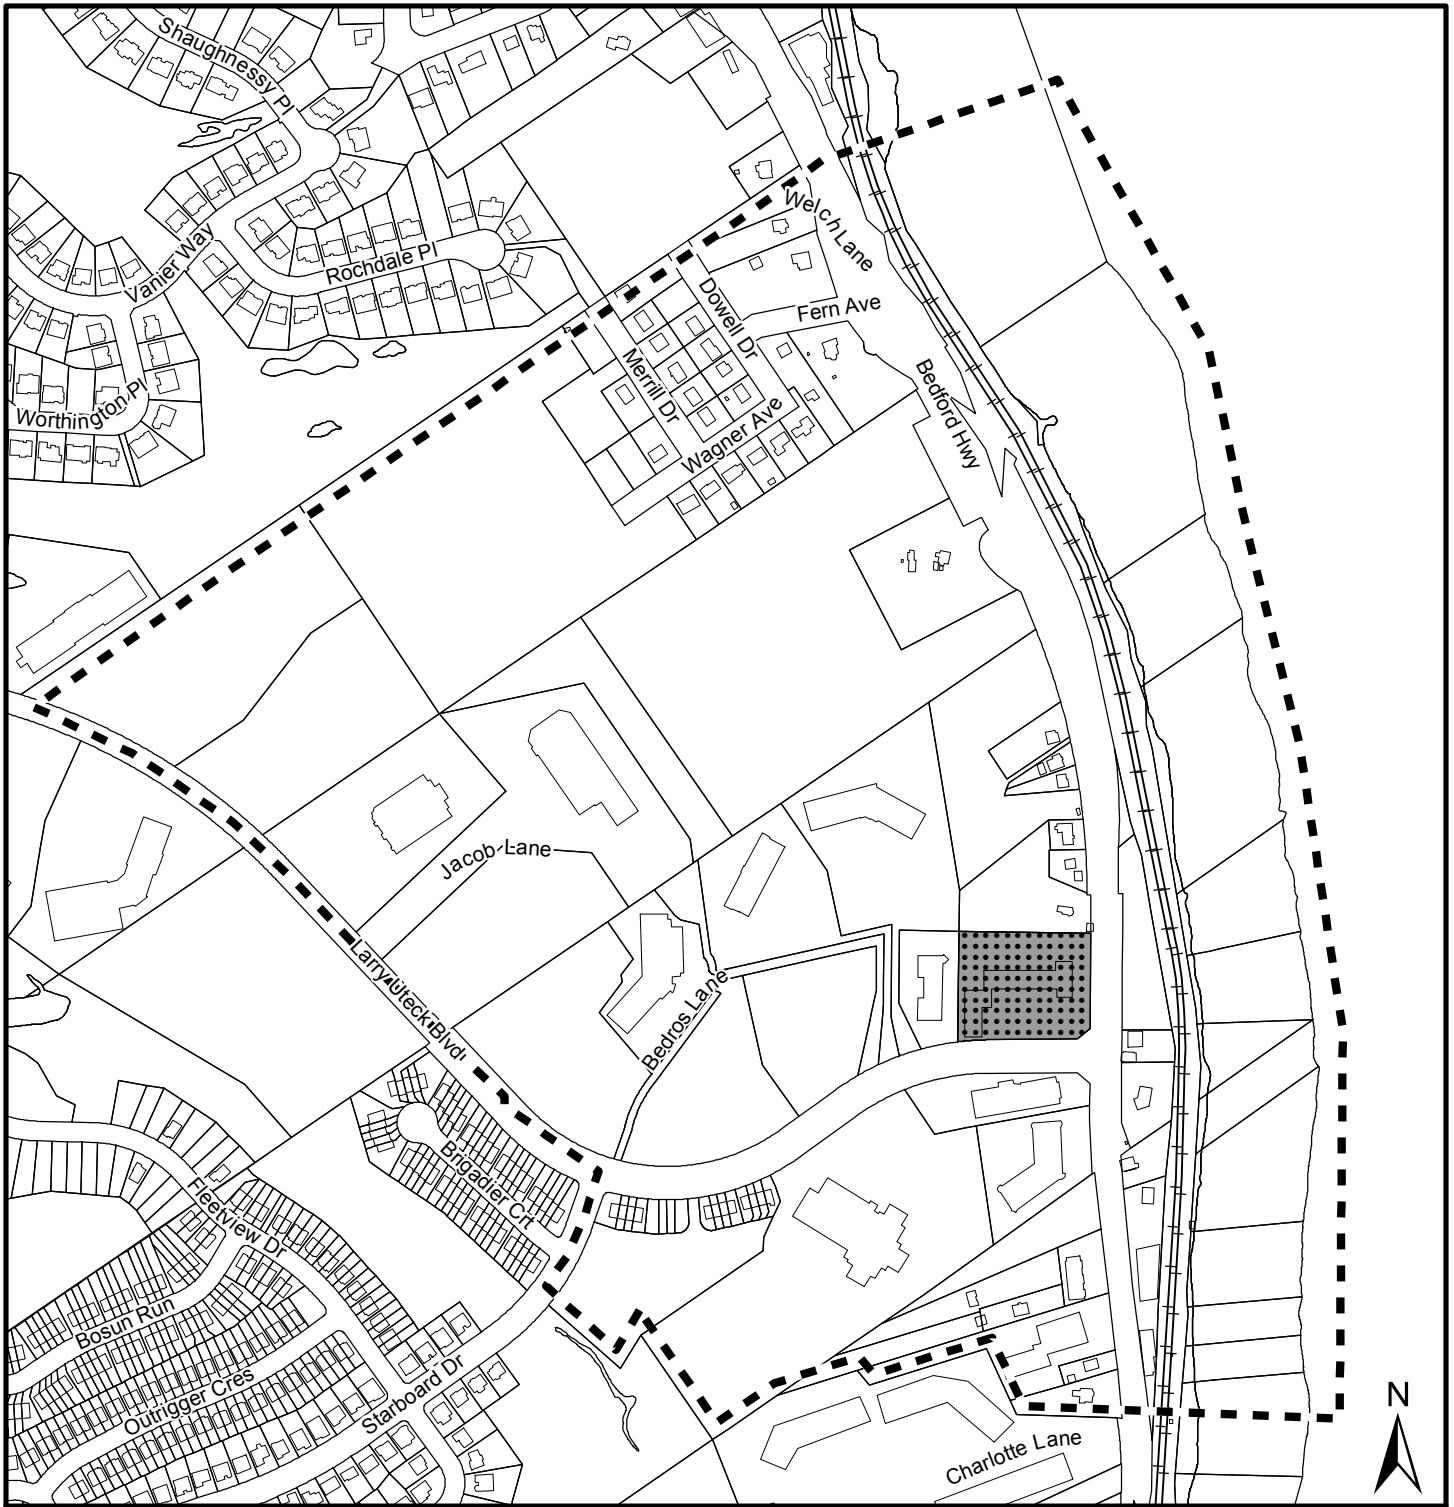 Shaughnessy Pl
Vanier Way
Rochdale Pl
Worthington Pl
Welch Lane
Dowell Dr
Fern Ave
Merrill Dr
Wagner Ave
Bedford Hwy
Jacob Lane
Larry Uteck Blvd
Bedros Lane
Brigadier Crt
Fleetview Dr
Bosun Run
Outrigger Cres
Starboard Dr
Charlotte Lane
N